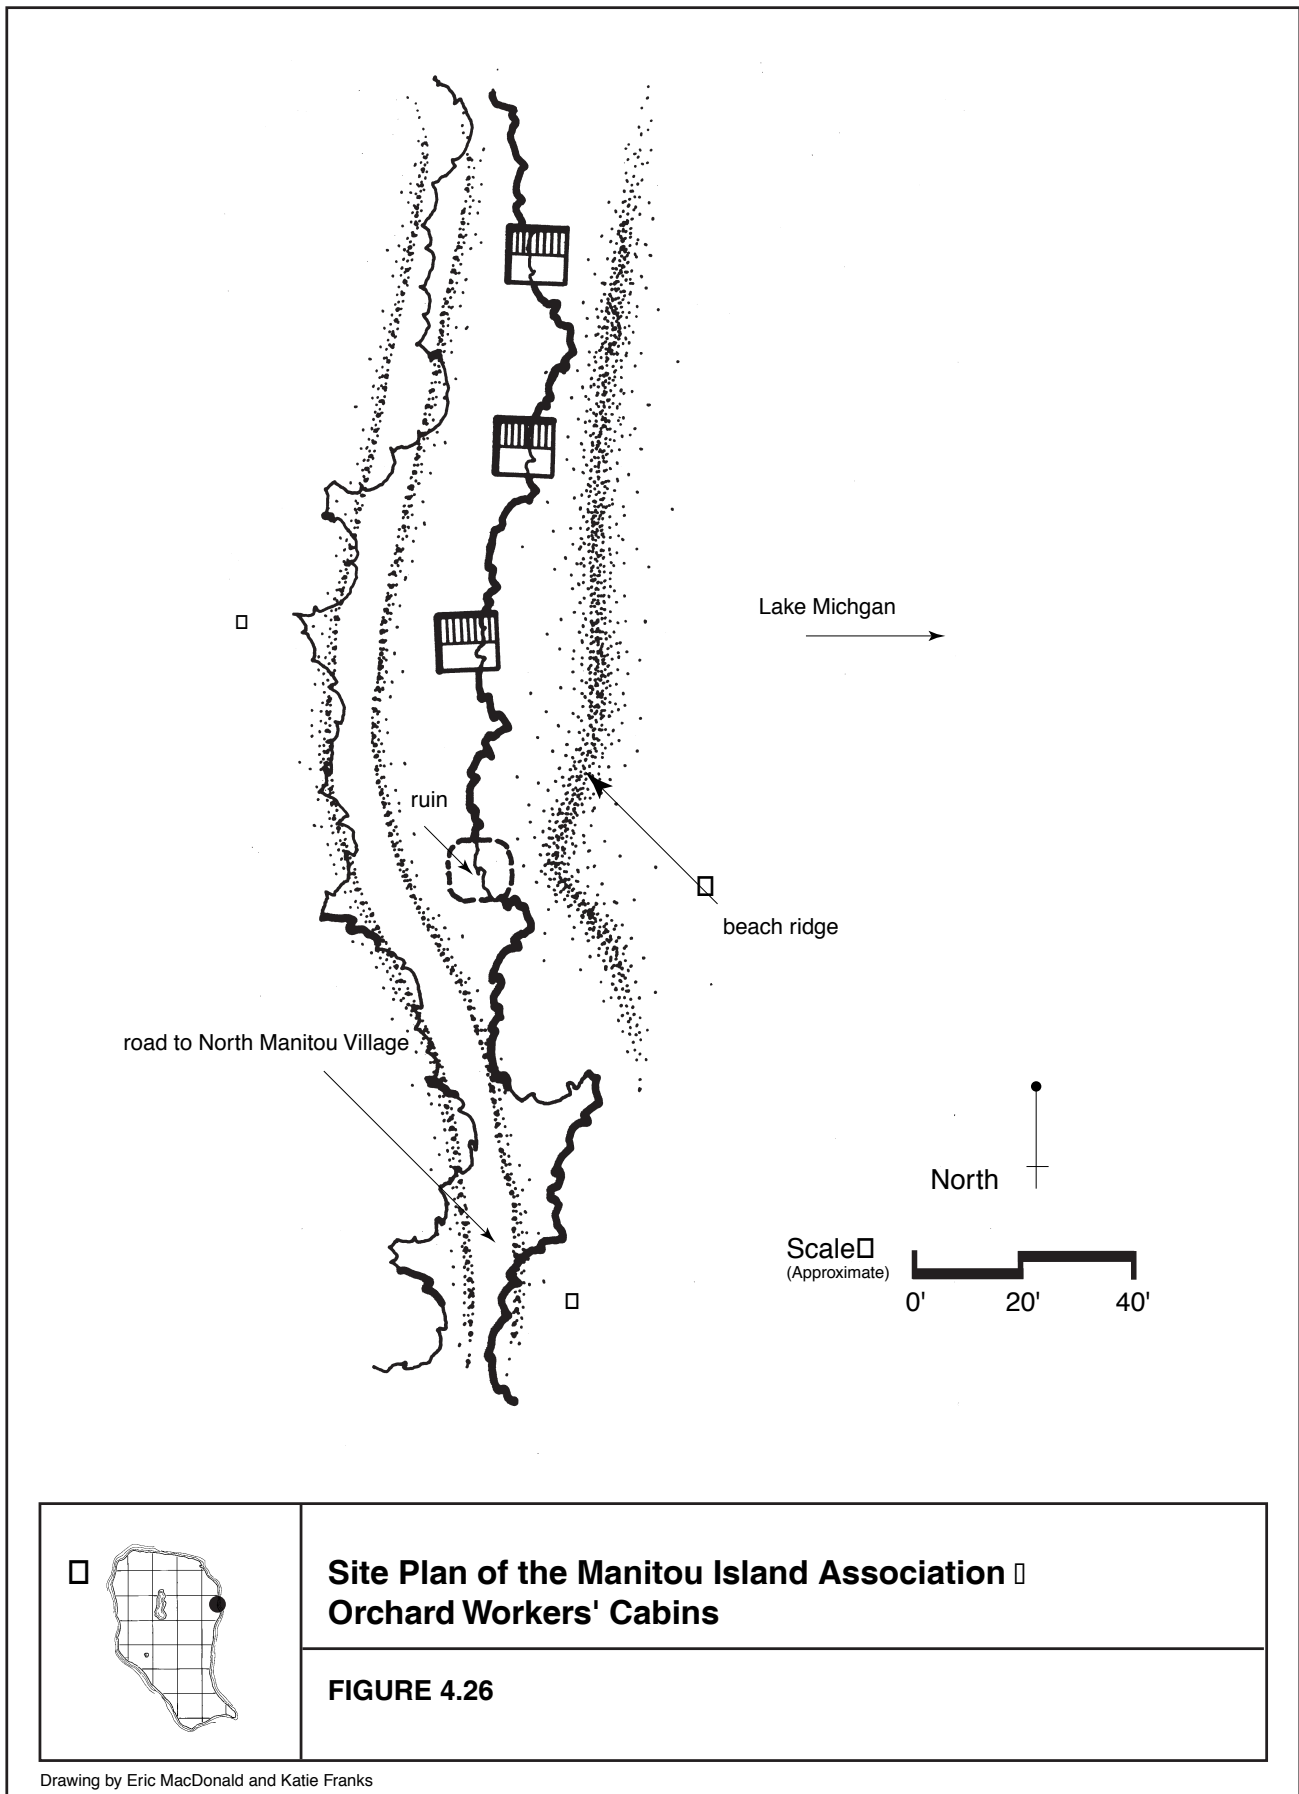 Lake Michgan
ruin
beach ridge
road to North Manitou Village
North
Scale
(Approximate)
0' 20' 40'
Site Plan of the Manitou Island Association
Orchard Workers' Cabins
FIGURE 4.26
Drawing by Eric MacDonald and Katie Franks